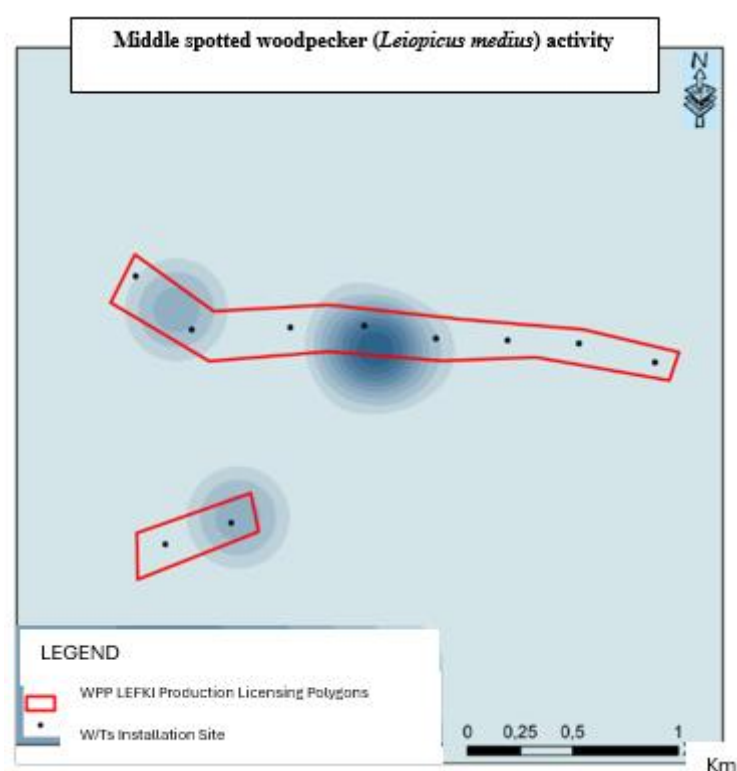 Middle spotted woodpecker (Leiopicus medius) activity
N
LEGEND
WPP LEFKI Production Licensing Polygons
W/Ts Installation Site
0 0,25 0,5 1
Km